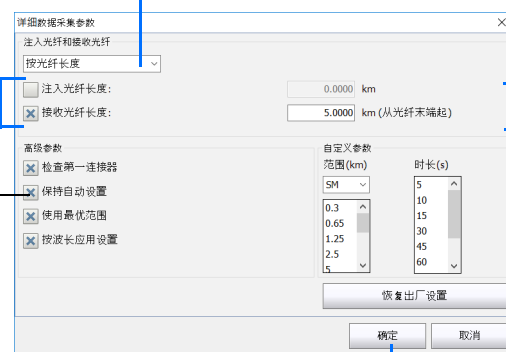 详细数据采集参数
注入光纤和接收光纤
按光纤长度
注入光纤长度: 0.0000 km
接收光纤长度: 5.0000 km (从光纤末端起)
高级参数
检查第一连接器
保持自动设置
使用最优范围
按波长应用设置
自定义参数
范围(km) 时长(s)
SM
0.3
0.65
1.25
2.5
5
5
10
15
30
45
60
恢复出厂设置
确定 取消